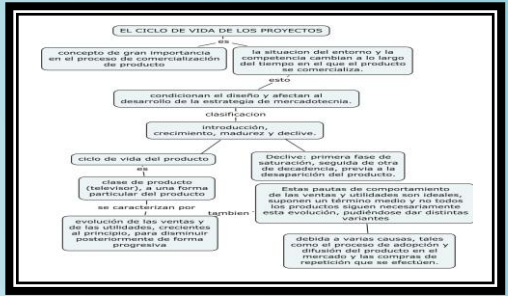 EL CICLO DE VIDA DE LOS PROYECTOS
es
concepto de gran importancia
en el proceso de comercialización
de producto
la situacion del entorno y la
competencia cambian a lo largo
del tiempo en el que el producto
se comercializa.
esto
condicionan el diseño y afectan al
desarrollo de la estrategia de mercadotecnia.
clasificacion
introducción,
crecimiento, madurez y declive.
ciclo de vida del producto
Declive: primera fase de
saturación, seguida de otra
de decadencia, previa a la
desaparición del producto.
es
clase de producto
(televisor), a una forma
particular del producto
se caracterizan por
tambien
evolución de las ventas y
de las utilidades, crecientes
al principio, para disminuir
posteriormente de forma
progresiva
Estas pautas de comportamiento
de las ventas y utilidades son ideales,
suponen un término medio y no todos
los productos siguen necesariamente
esta evolución, pudiéndose dar distintas
variantes
debida a varias causas, tales
como el proceso de adopción y
difusión del producto en el
mercado y las compras de
repetición que se efectúen.